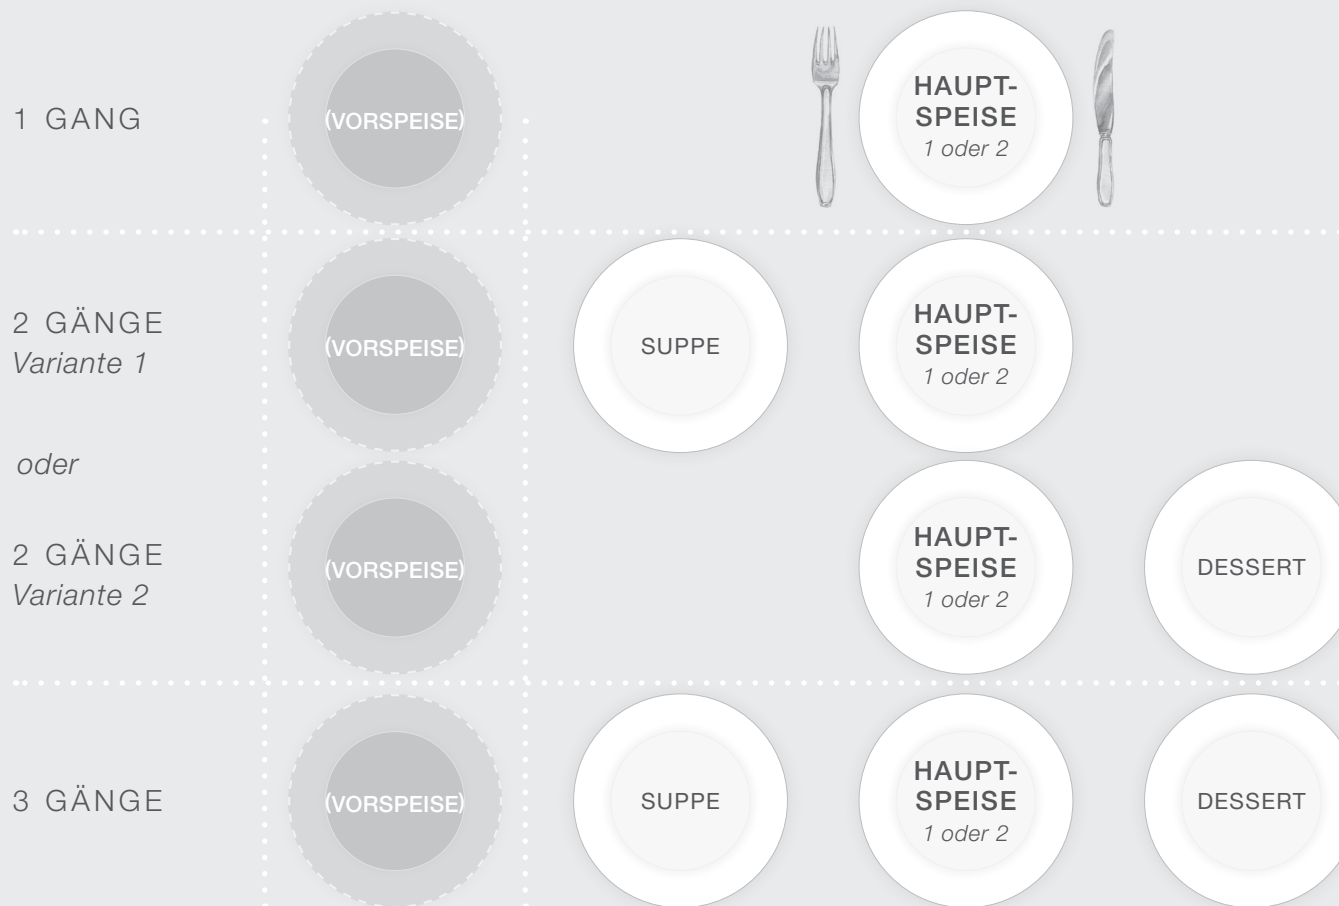 1 GANG
(VORSPEISE)
HAUPT-
SPEISE
1 oder 2
2 GÄNGE
Variante 1
(VORSPEISE)
SUPPE
HAUPT-
SPEISE
1 oder 2
oder
2 GÄNGE
Variante 2
(VORSPEISE)
HAUPT-
SPEISE
1 oder 2
DESSERT
3 GÄNGE
(VORSPEISE)
SUPPE
HAUPT-
SPEISE
1 oder 2
DESSERT